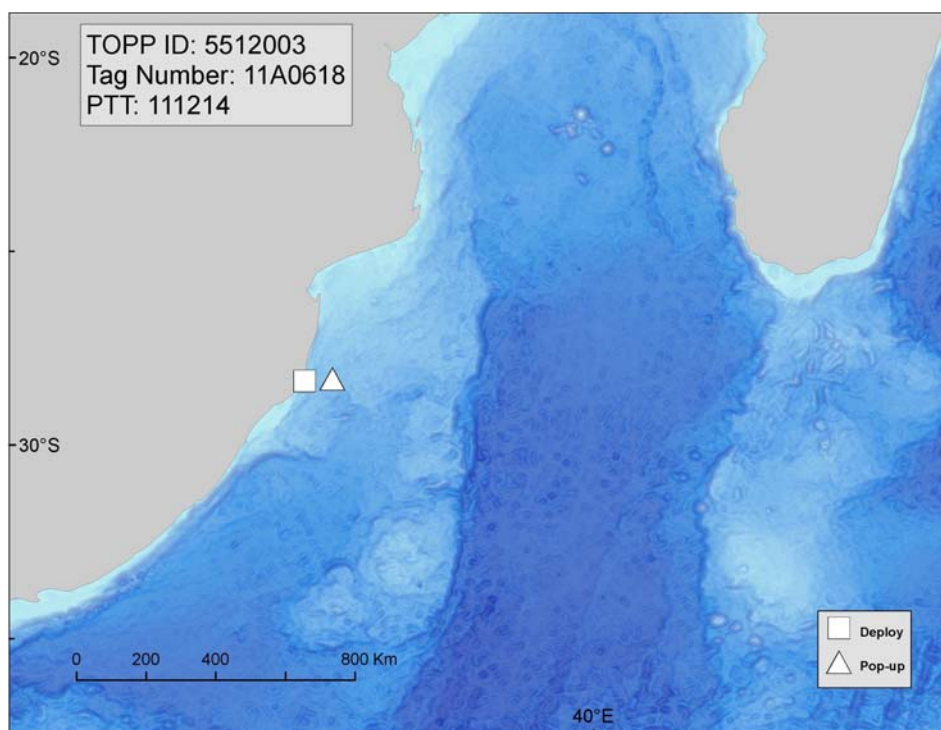 TOPP ID: 5512003
Tag Number: 11A0618
PTT: 111214
20°S
30°S
0 200 400 800 Km
Deploy
Pop-up
40°E